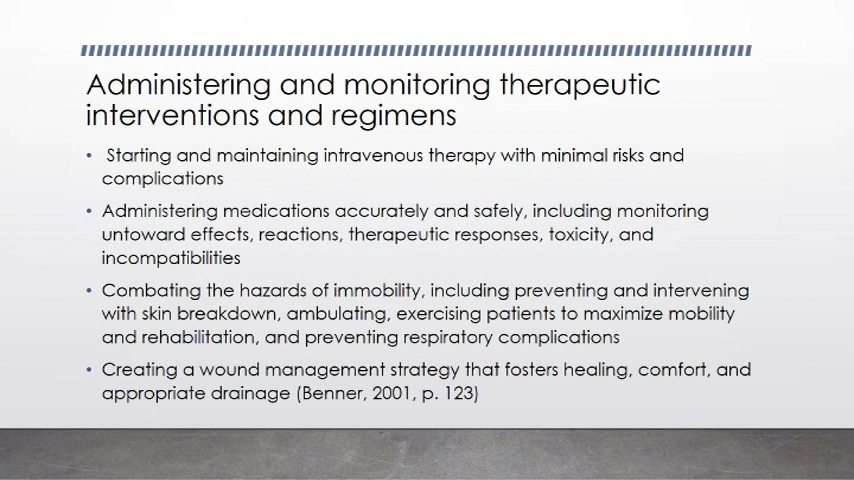 Administering and monitoring therapeutic
interventions and regimens
• Starting and maintaining intravenous therapy with minimal risks and
complications
• Administering medications accurately and safely, including monitoring
untoward effects, reactions, therapeutic responses, toxicity, and
incompatibilities
• Combating the hazards of immobility, including preventing and intervening
with skin breakdown, ambulating, exercising patients to maximize mobility
and rehabilitation, and preventing respiratory complications
• Creating a wound management strategy that fosters healing, comfort, and
appropriate drainage (Benner, 2001, p. 123)